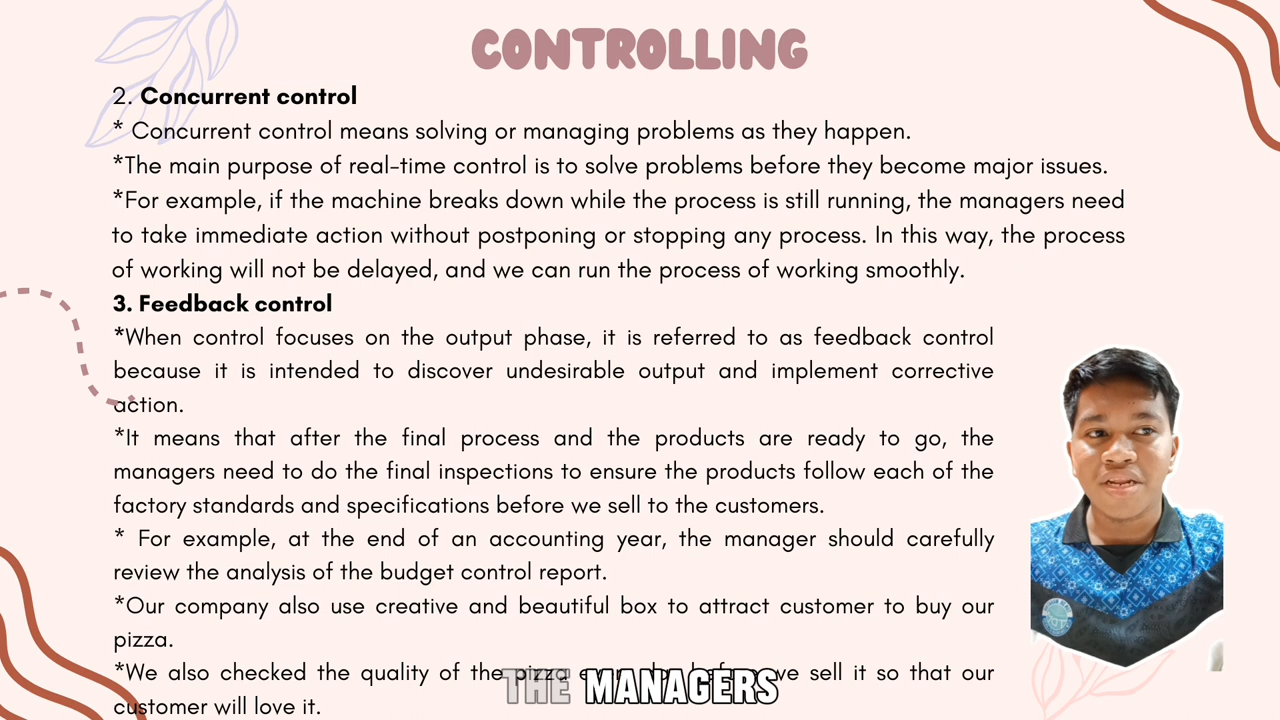 CONTROLLING
2. Concurrent control
* Concurrent control means solving or managing problems as they happen.
*The main purpose of real-time control is to solve problems before they become major issues.
*For example, if the machine breaks down while the process is still running, the managers need
to take immediate action without postponing or stopping any process. In this way, the process
of working will not be delayed, and we can run the process of working smoothly.
3. Feedback control
*When control focuses on the output phase, it is referred to as feedback control
because it is intended to discover undesirable output and implement corrective
action.
*It means that after the final process and the products are ready to go, the
managers need to do the final inspections to ensure the products follow each of the
factory standards and specifications before we sell to the customers.
* For example, at the end of an accounting year, the manager should carefully
review the analysis of the budget control report.
*Our company also use creative and beautiful box to attract customer to buy our
pizza.
*We also checked the quality of the pizza we sell it so that our
customer will love it.
THE MANAGERS